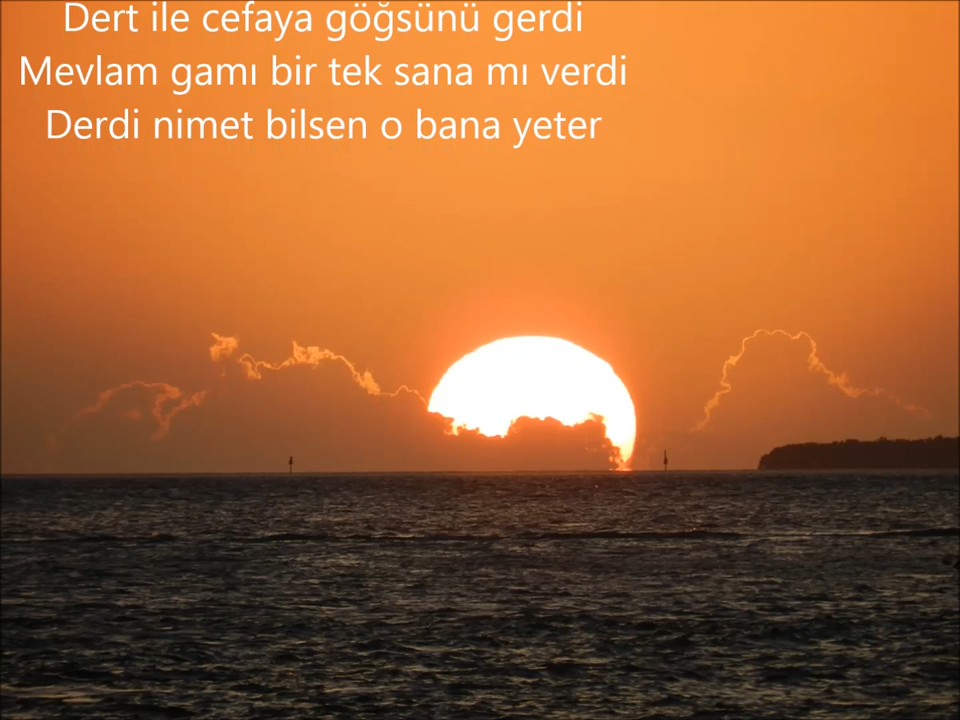 Dert ile cefaya göğsünü gerdi
Mevlam gamı bir tek sana mı verdi
Derdi nimet bilsen o bana yeter